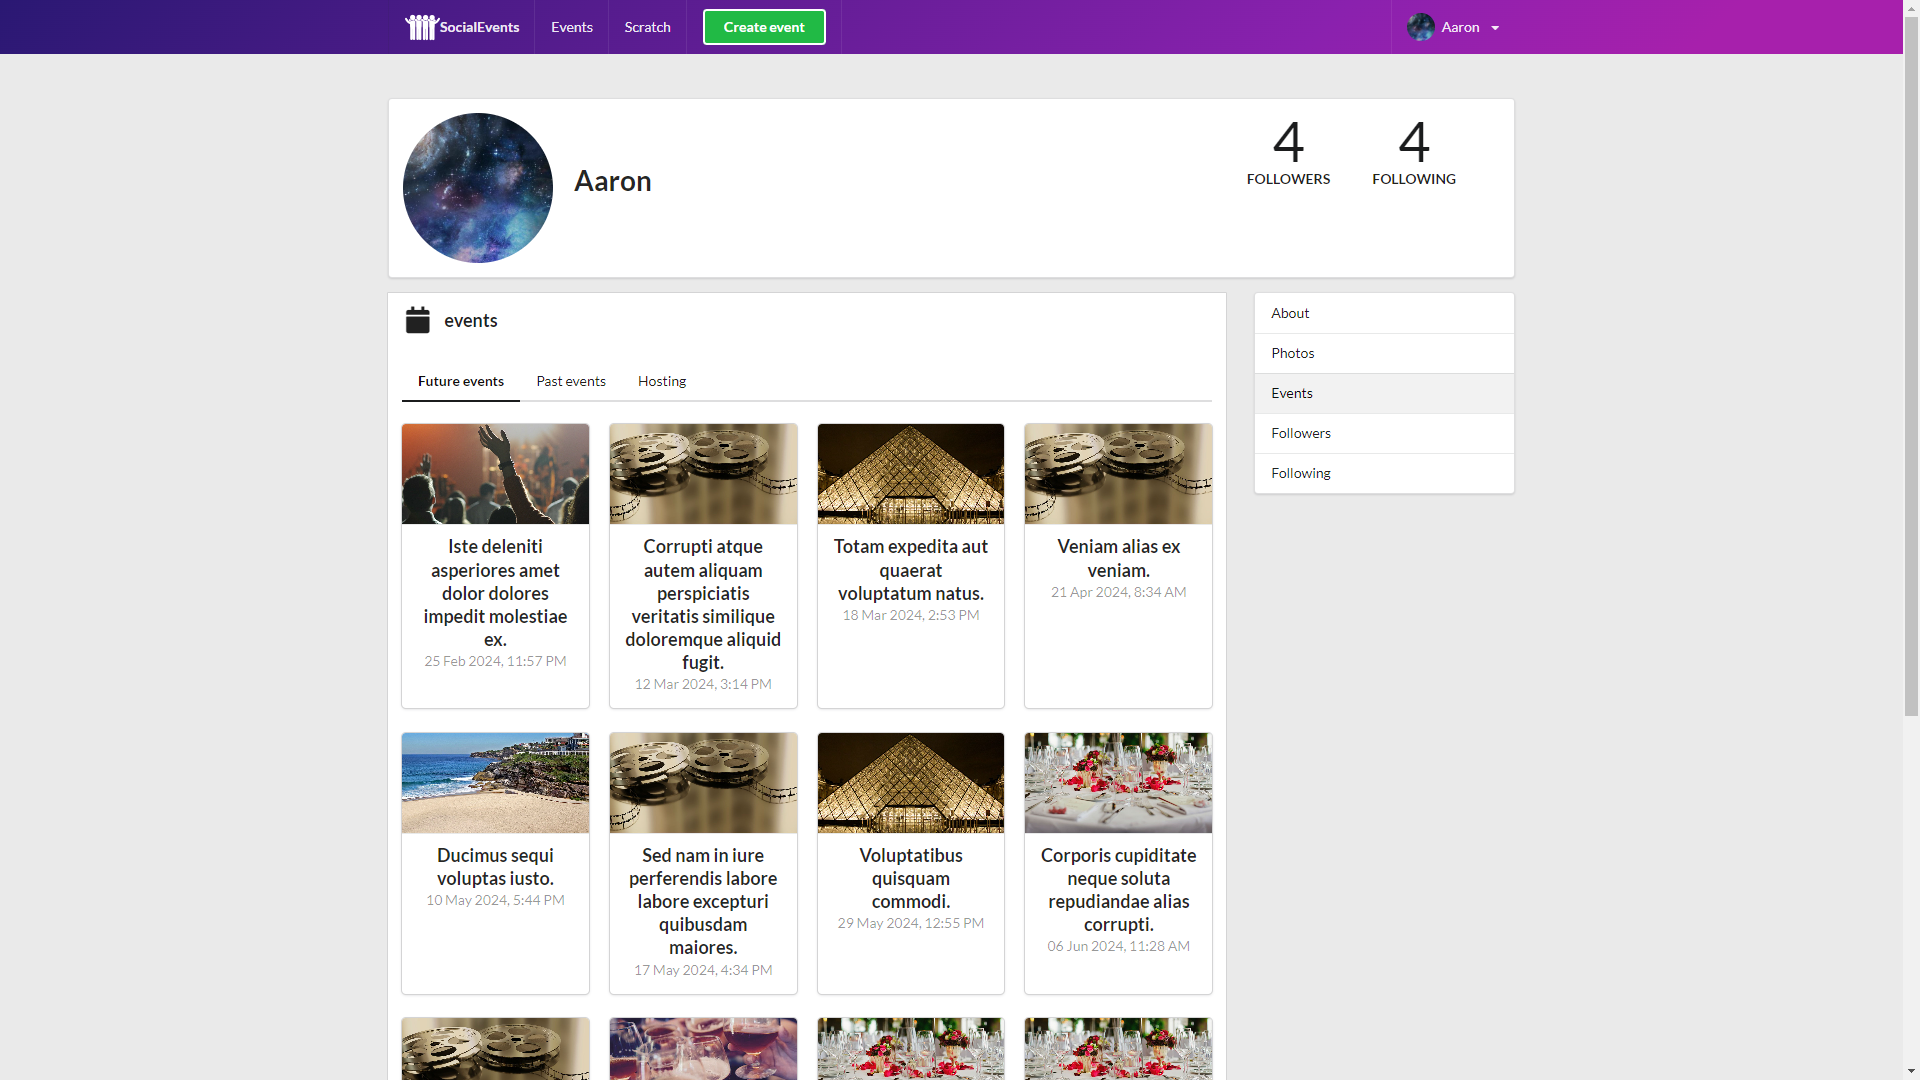 SocialEvents
Events
Scratch
Create event
Aaron
Aaron
4
FOLLOWERS
4
FOLLOWING
events
Future events
Past events
Hosting
Iste deleniti
asperiores amet
dolor dolores
impedit molestiae
ex.
25 Feb 2024, 11:57 PM
Corrupti atque
autem aliquam
perspiciatis
veritatis similique
doloremque aliquid
fugit.
12 Mar 2024, 3:14 PM
Totam expedita aut
quaerat
voluptatum natus.
18 Mar 2024, 2:53 PM
Veniam alias ex
veniam.
21 Apr 2024, 8:34 AM
Ducimus sequi
voluptas iusto.
10 May 2024, 5:44 PM
Sed nam in iure
perferendis labore
labore excepturi
quibusdam
maiores.
17 May 2024, 4:34 PM
Voluptatibus
quisquam
commodi.
29 May 2024, 12:55 PM
Corporis cupiditate
neque soluta
repudiandae alias
corrupti.
06 Jun 2024, 11:28 AM
About
Photos
Events
Followers
Following